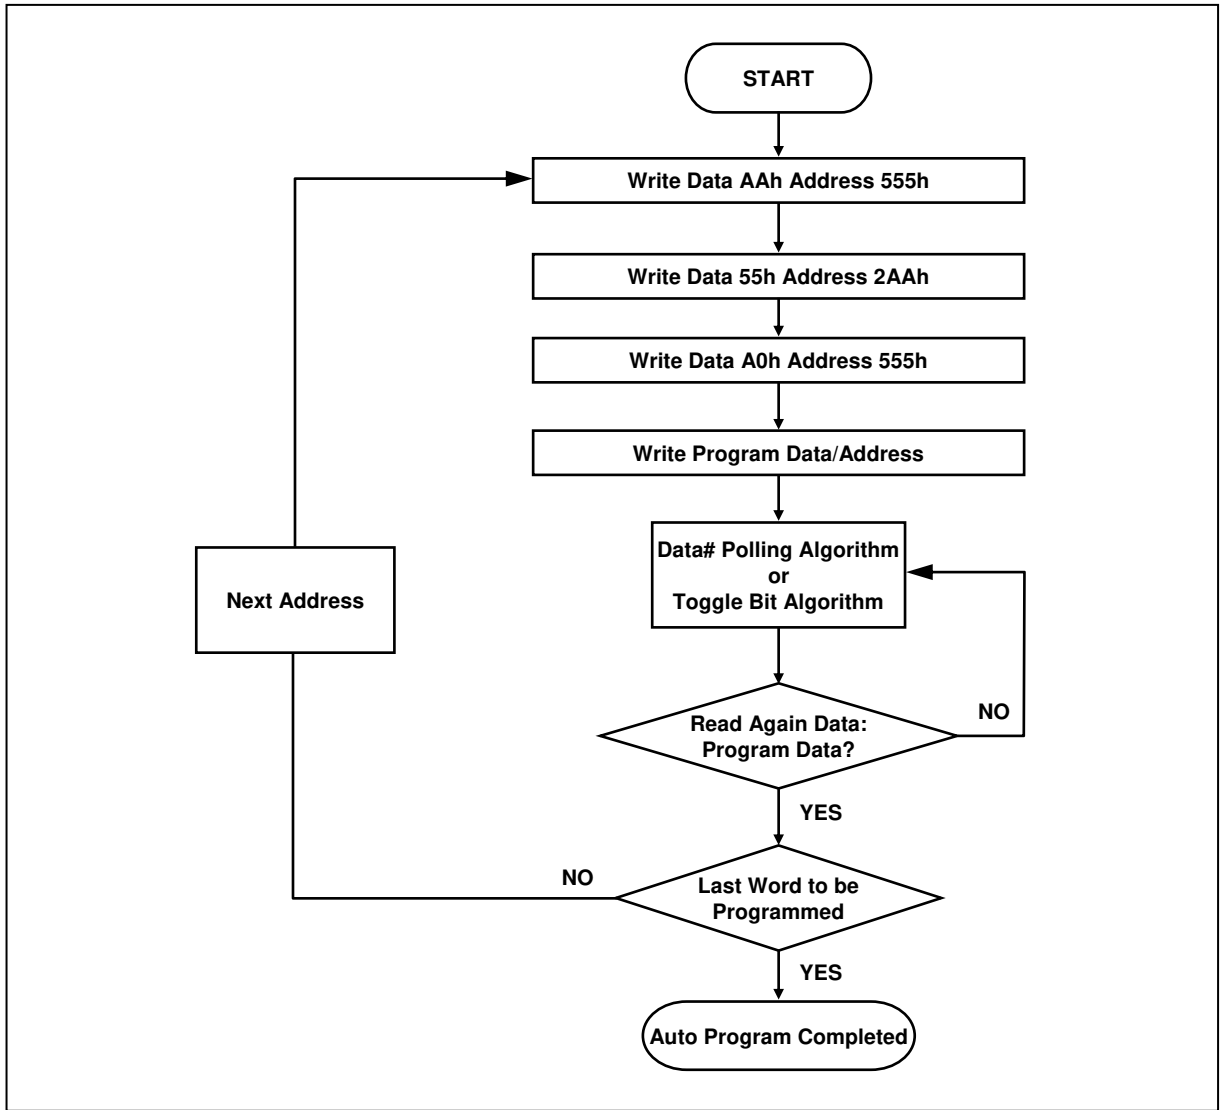 START
Write Data AAh Address 555h
Write Data 55h Address 2AAh
Write Data A0h Address 555h
Write Program Data/Address
Data# Polling Algorithm
or
Toggle Bit Algorithm
Next Address
Read Again Data:
Program Data?
NO
YES
Last Word to be
Programmed
NO
YES
Auto Program Completed